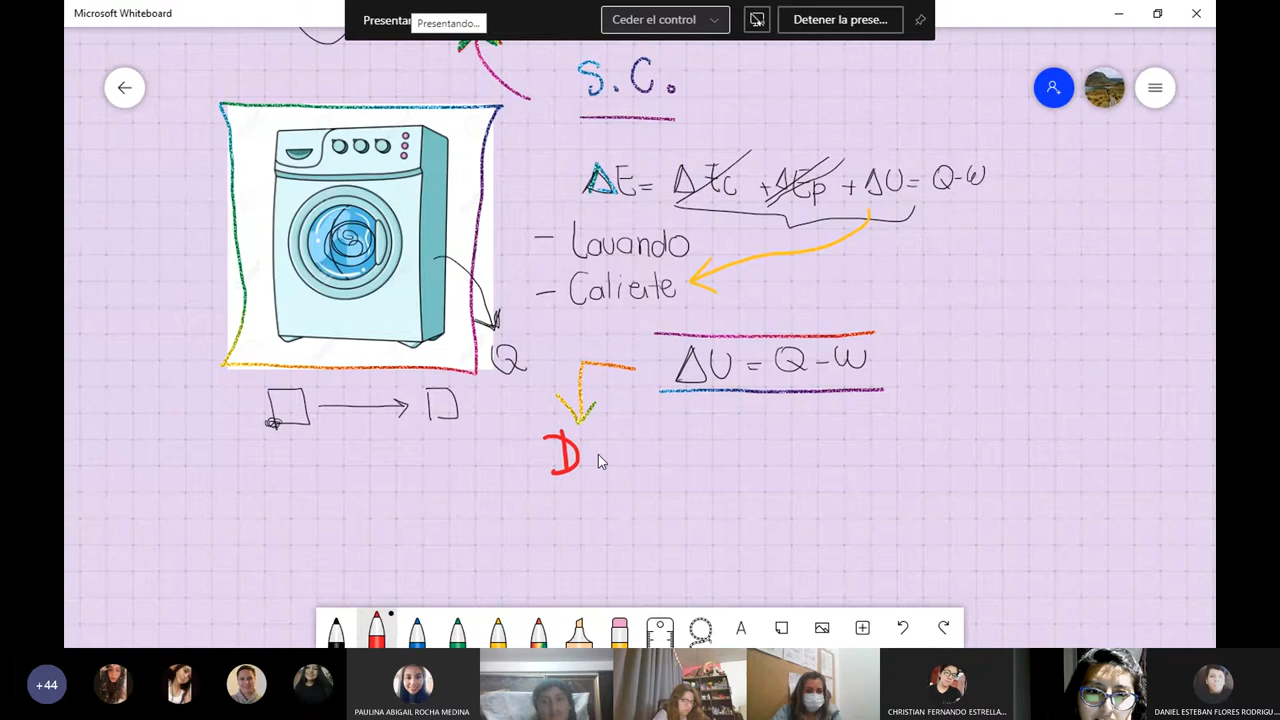 Microsoft Whiteboard
Presentando...
Ceder el control
Detener la prese...
S.C.
ΔE = ΔEc + ΔEp + ΔU = Q-W
- Lavando
- Caliente
Q
ΔU = Q - W
D
A
+44
PAULINA ABIGAIL ROCHA MEDINA
CHRISTIAN FERNANDO ESTRELLA...
DANIEL ESTEBAN FLORES RODRIGU...